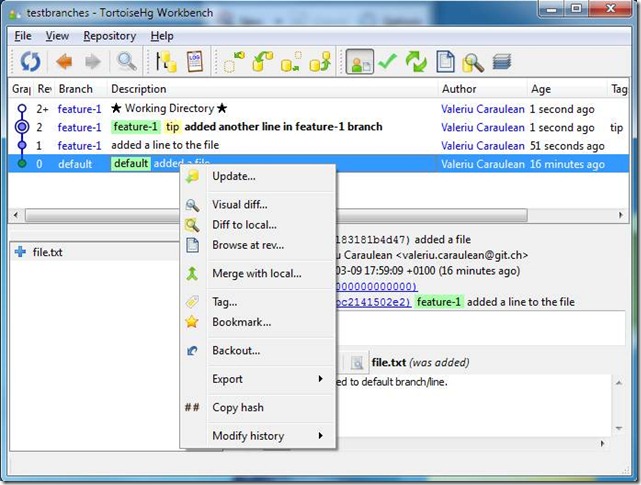 testbranches - TortoiseHg Workbench
File View Repository Help
Grap Rev Branch Description Author Age Tags
2+ feature-1 ★ Working Directory ★ Valeriu Caraulean 1 second ago
2 feature-1 feature-1 tip added another line in feature-1 branch Valeriu Caraulean 1 second ago tip
1 feature-1 added a line to the file Valeriu Caraulean 51 seconds ago
0 default default added a file Valeriu Caraulean 16 minutes ago
Update...
Visual diff...
Diff to local...
Browse at rev...
Merge with local...
Tag...
Bookmark...
Backout...
Export
## Copy hash
Modify history
file.txt
183181b4d47) added a file
u Caraulean <valeriu.caraulean@git.ch>
03-09 17:59:09 +0100 (16 minutes ago)
000000000000)
bc2141502e2) feature-1 added a line to the file
file.txt (was added)
ed to default branch/line.